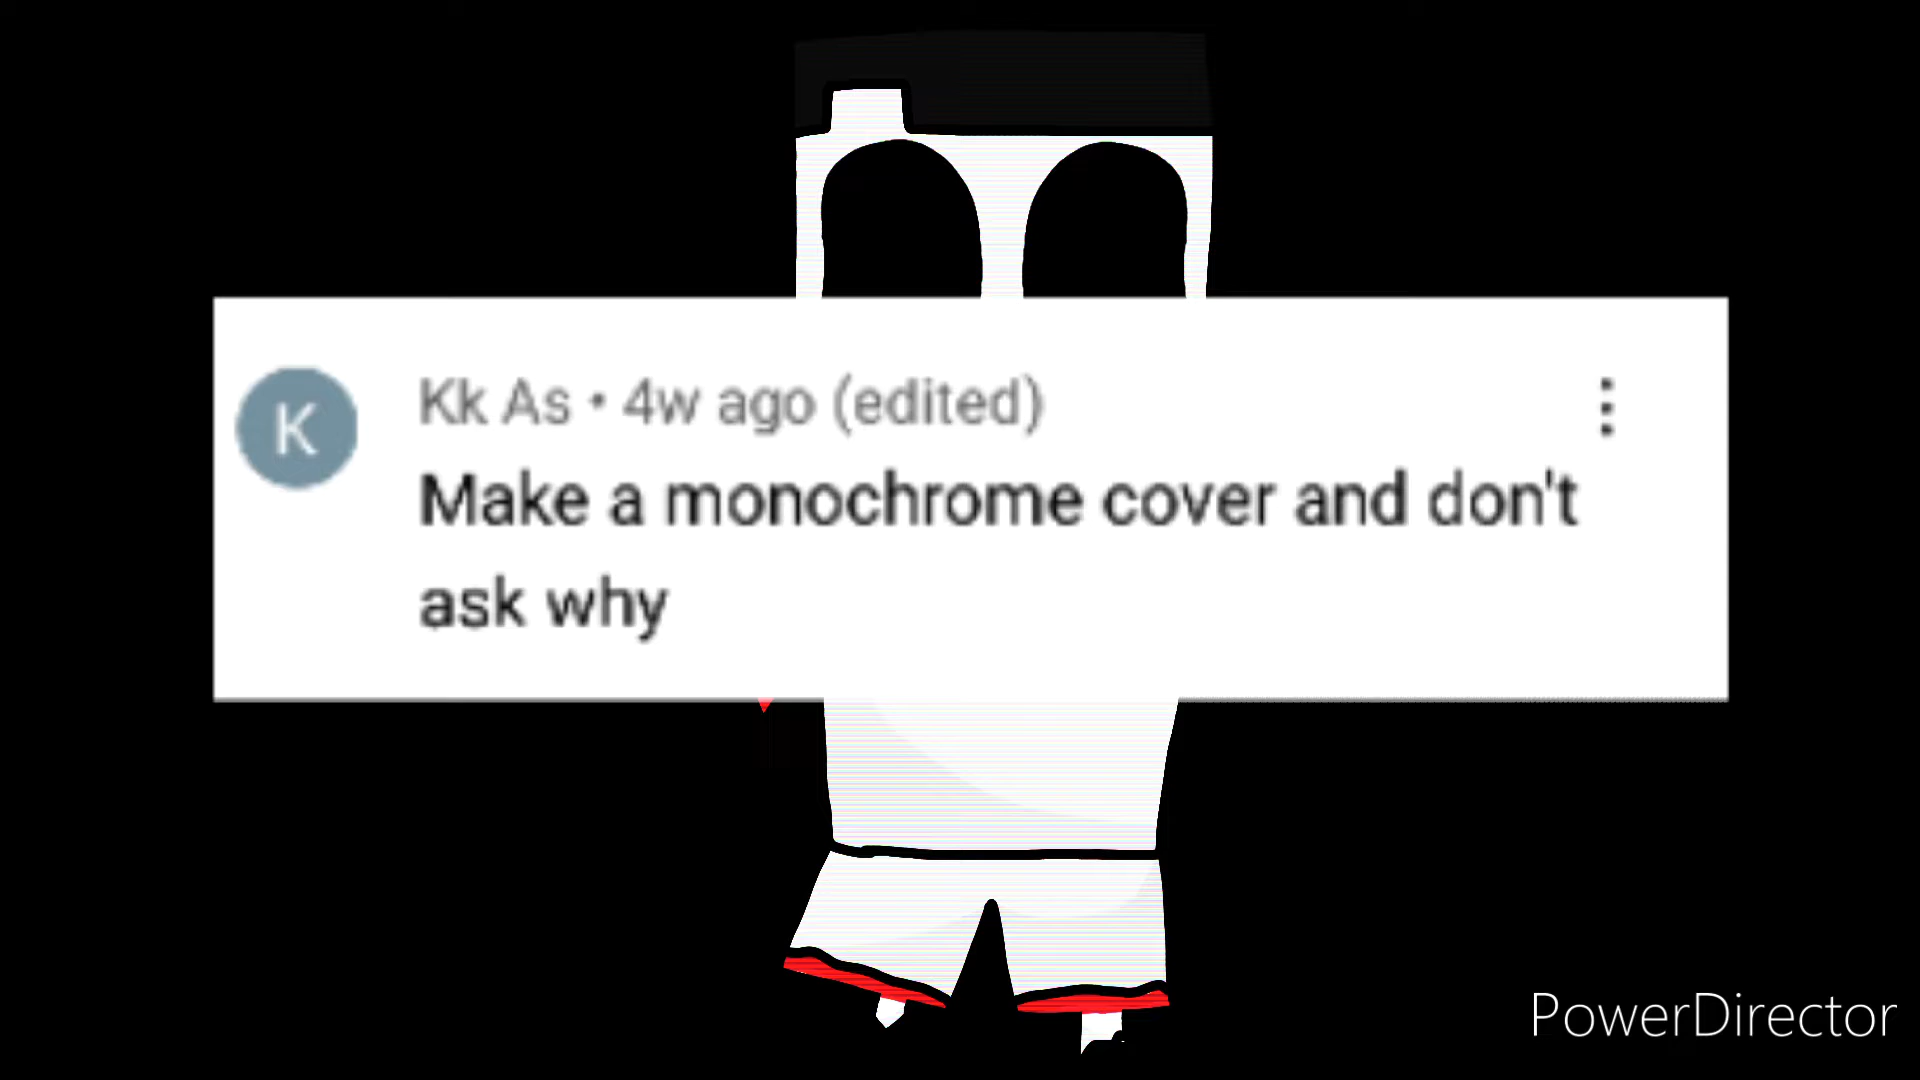 K
Kk As • 4w ago (edited)
Make a monochrome cover and don't
ask why
PowerDirector